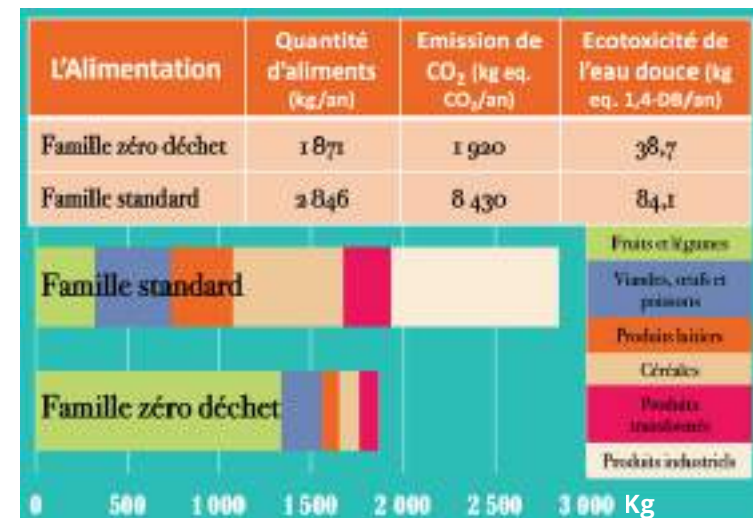 L'Alimentation
Quantité
d'aliments
(kg/an)
Emission de
CO₂ (kg eq.
CO₂/an)
Ecotoxicité de
l'eau douce (kg
eq. 1,4-DB/an)
Famille zéro déchet 1 871 1 920 38,7
Famille standard 2 846 8 430 84,1
Fruits et légumes
Viandes, œufs et
poissons
Produits laitiers
Céréales
Produits
transformés
Produits industriels
Famille standard
Famille zéro déchet
0 500 1 000 1 500 2 000 2 500 3 000 Kg